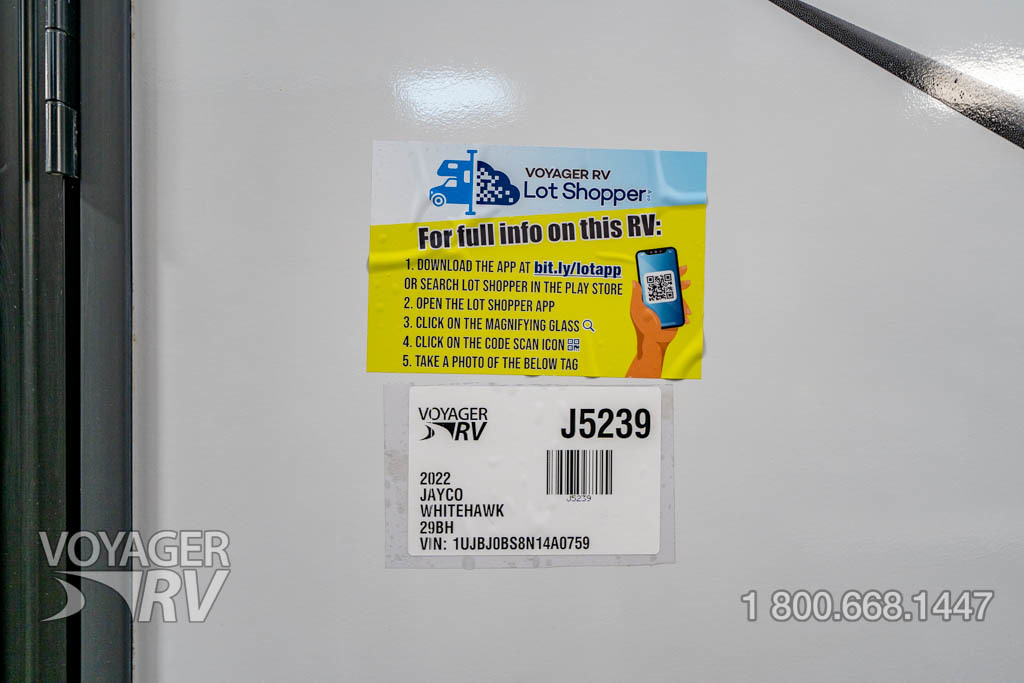 VOYAGER RV
Lot Shopper
For full info on this RV:
1. DOWNLOAD THE APP AT bit.ly/lotapp
OR SEARCH LOT SHOPPER IN THE PLAY STORE
2. OPEN THE LOT SHOPPER APP
3. CLICK ON THE MAGNIFYING GLASS
4. CLICK ON THE CODE SCAN ICON
5. TAKE A PHOTO OF THE BELOW TAG
VOYAGER
RV
J5239
J5239
2022
JAYCO
WHITEHAWK
29BH
VIN: 1UJBJ0BS8N14A0759
VOYAGER
RV
1 800.668.1447